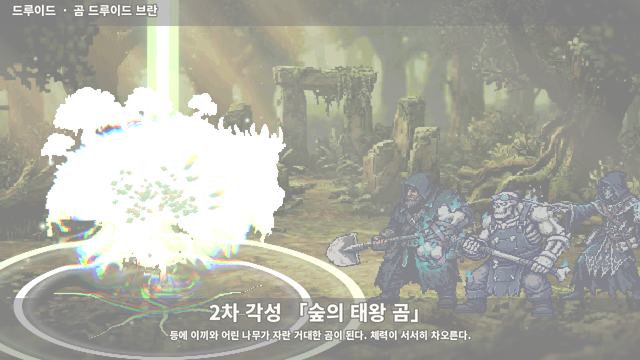 드루이드 · 곰 드루이드 브란
2차 각성 「숲의 태왕 곰」
등에 이끼와 어린 나무가 자란 거대한 곰이 된다. 체력이 서서히 차오른다.